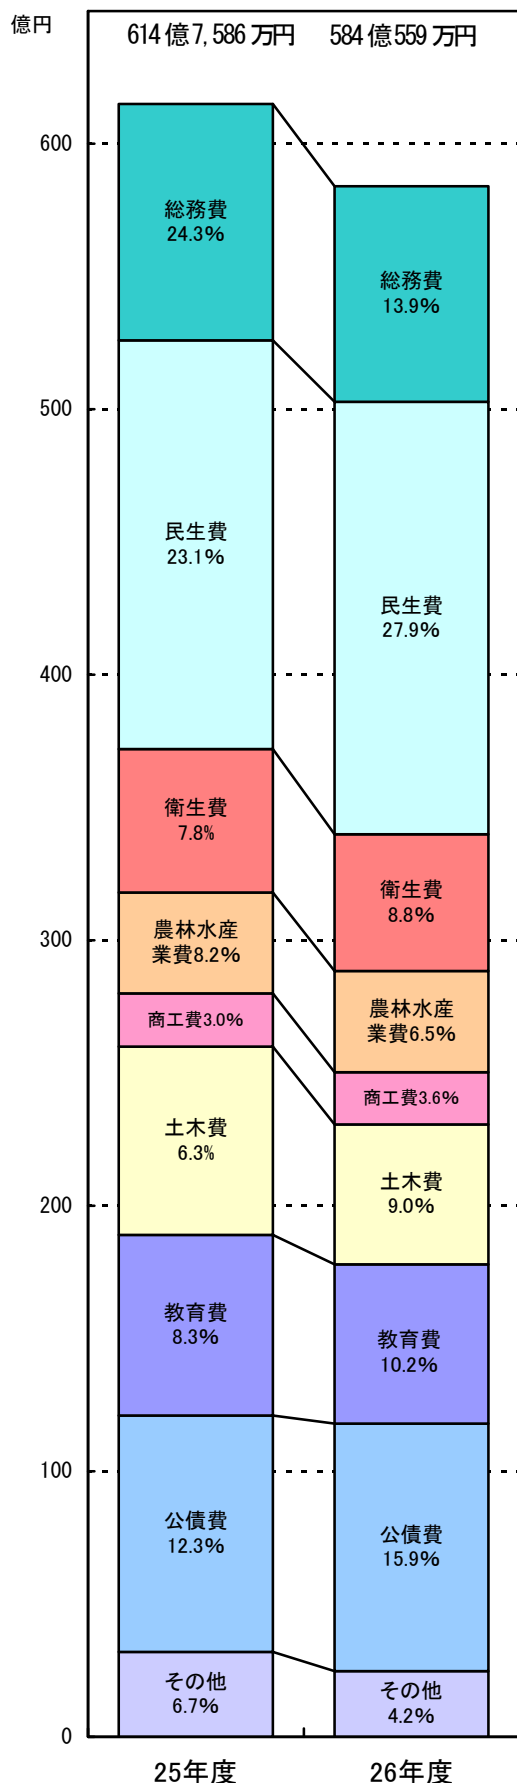 億円
614億7,586万円
584億559万円
600
500
400
300
200
100
0
総務費
24.3%
民生費
23.1%
衛生費
7.8%
農林水産
業費8.2%
商工費3.0%
土木費
6.3%
教育費
8.3%
公債費
12.3%
その他
6.7%
総務費
13.9%
民生費
27.9%
衛生費
8.8%
農林水産
業費6.5%
商工費3.6%
土木費
9.0%
教育費
10.2%
公債費
15.9%
その他
4.2%
25年度
26年度